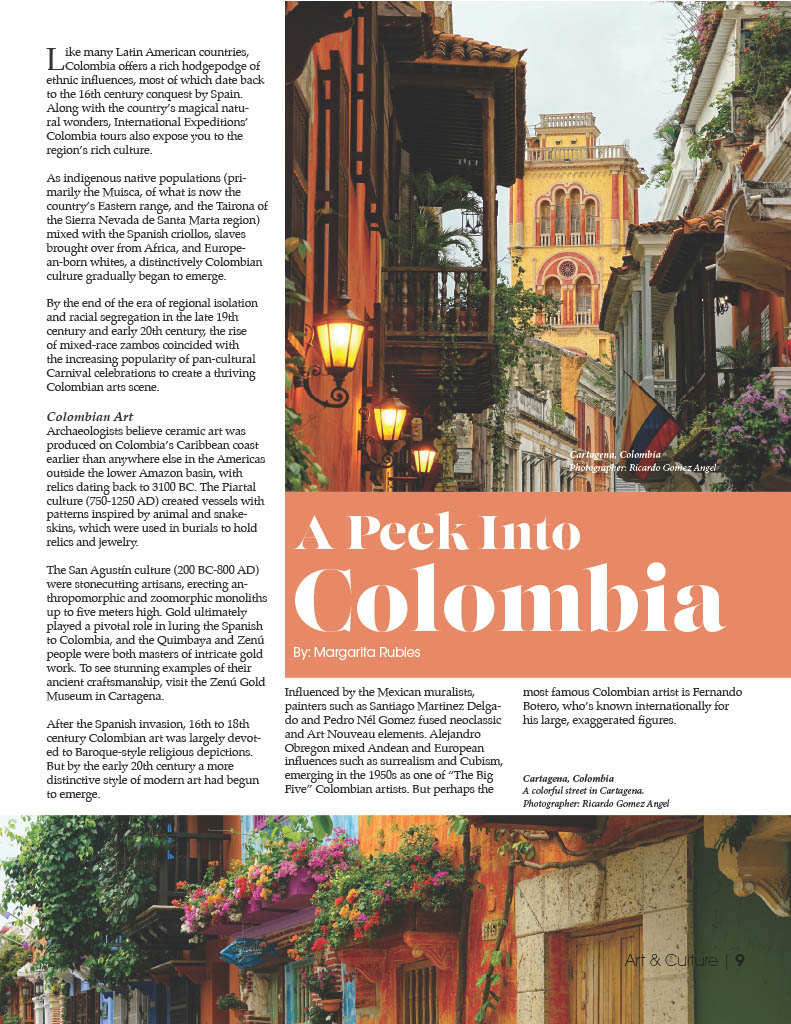 Like many Latin American countries,
Colombia offers a rich hodgepodge of
ethnic influences, most of which date back
to the 16th century conquest by Spain.
Along with the country's magical natu-
ral wonders, International Expeditions'
Colombia tours also expose you to the
region's rich culture.
As indigenous native populations (pri-
marily the Muisca, of what is now the
country's Eastern range, and the Tairona of
the Sierra Nevada de Santa Marta region)
mixed with the Spanish criollos, slaves
brought over from Africa, and Europe-
an-born whites, a distinctively Colombian
culture gradually began to emerge.
By the end of the era of regional isolation
and racial segregation in the late 19th
century and early 20th century, the rise
of mixed-race zambos coincided with
the increasing popularity of pan-cultural
Carnival celebrations to create a thriving
Colombian arts scene.
Colombian Art
Archaeologists believe ceramic art was
produced on Colombia's Caribbean coast
earlier than anywhere else in the Americas
outside the lower Amazon basin, with
relics dating back to 3100 BC. The Piartal
culture (750-1250 AD) created vessels with
patterns inspired by animal and snake-
skins, which were used in burials to hold
relics and jewelry.
The San Agustín culture (200 BC-800 AD)
were stonecutting artisans, erecting an-
thropomorphic and zoomorphic monoliths
up to five meters high. Gold ultimately
played a pivotal role in luring the Spanish
to Colombia, and the Quimbaya and Zenú
people were both masters of intricate gold
work. To see stunning examples of their
ancient craftsmanship, visit the Zenú Gold
Museum in Cartagena.
After the Spanish invasion, 16th to 18th
century Colombian art was largely devot-
ed to Baroque-style religious depictions.
But by the early 20th century a more
distinctive style of modern art had begun
to emerge.
Cartagena, Colombia
Photographer: Ricardo Gomez Angel
A Peek Into
Colombia
By: Margarita Rubies
Influenced by the Mexican muralists,
painters such as Santiago Martinez Delga-
do and Pedro Nél Gomez fused neoclassic
and Art Nouveau elements. Alejandro
Obregon mixed Andean and European
influences such as surrealism and Cubism,
emerging in the 1950s as one of "The Big
Five" Colombian artists. But perhaps the
most famous Colombian artist is Fernando
Botero, who's known internationally for
his large, exaggerated figures.
Cartagena, Colombia
A colorful street in Cartagena.
Photographer: Ricardo Gomez Angel
Art & Culture | 9